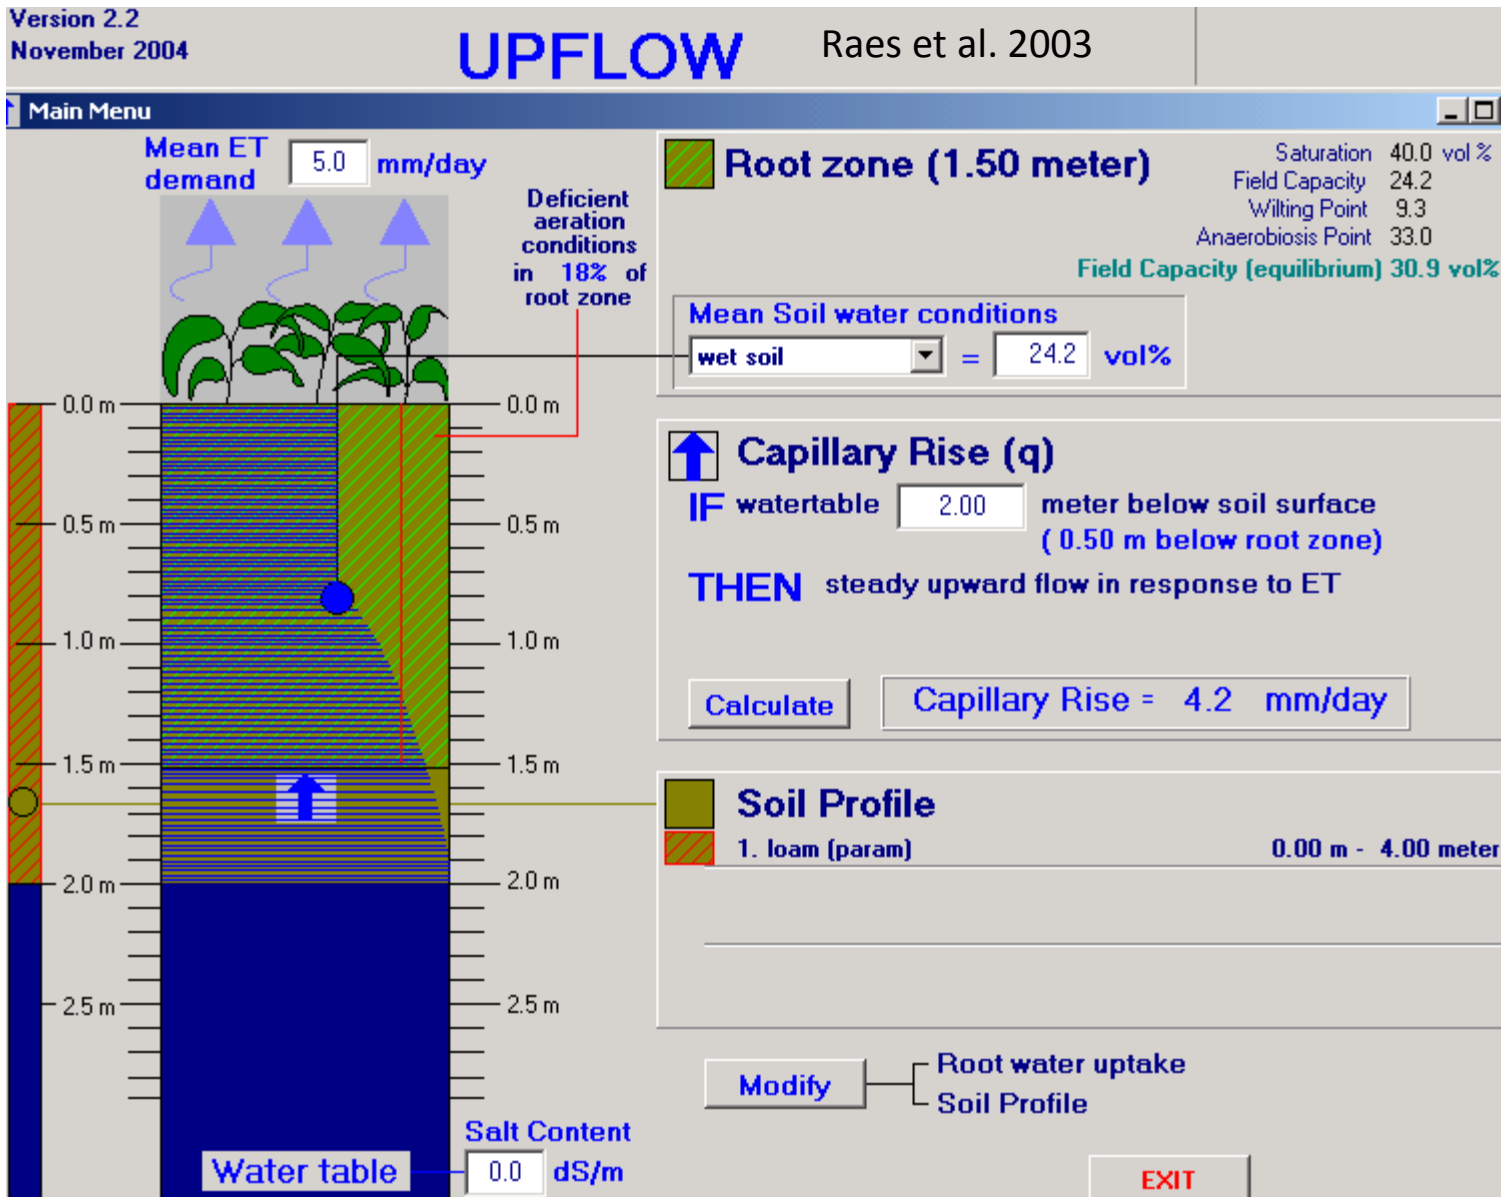 Version 2.2
November 2004
UPFLOW
Raes et al. 2003
Main Menu
Mean ET
demand
5.0 mm/day
Deficient
aeration
conditions
in 18% of
root zone
Root zone (1.50 meter)
Saturation 40.0 vol %
Field Capacity 24.2
Wilting Point 9.3
Anaerobiosis Point 33.0
Field Capacity (equilibrium) 30.9 vol%
Mean Soil water conditions
wet soil = 24.2 vol%
0.0 m 0.0 m
0.5 m 0.5 m
1.0 m 1.0 m
1.5 m 1.5 m
2.0 m 2.0 m
2.5 m 2.5 m
Capillary Rise (q)
IF watertable 2.00 meter below soil surface
( 0.50 m below root zone)
THEN steady upward flow in response to ET
Calculate Capillary Rise = 4.2 mm/day
Soil Profile
1. loam (param) 0.00 m - 4.00 meter
Modify
Root water uptake
Soil Profile
Salt Content
Water table 0.0 dS/m
EXIT